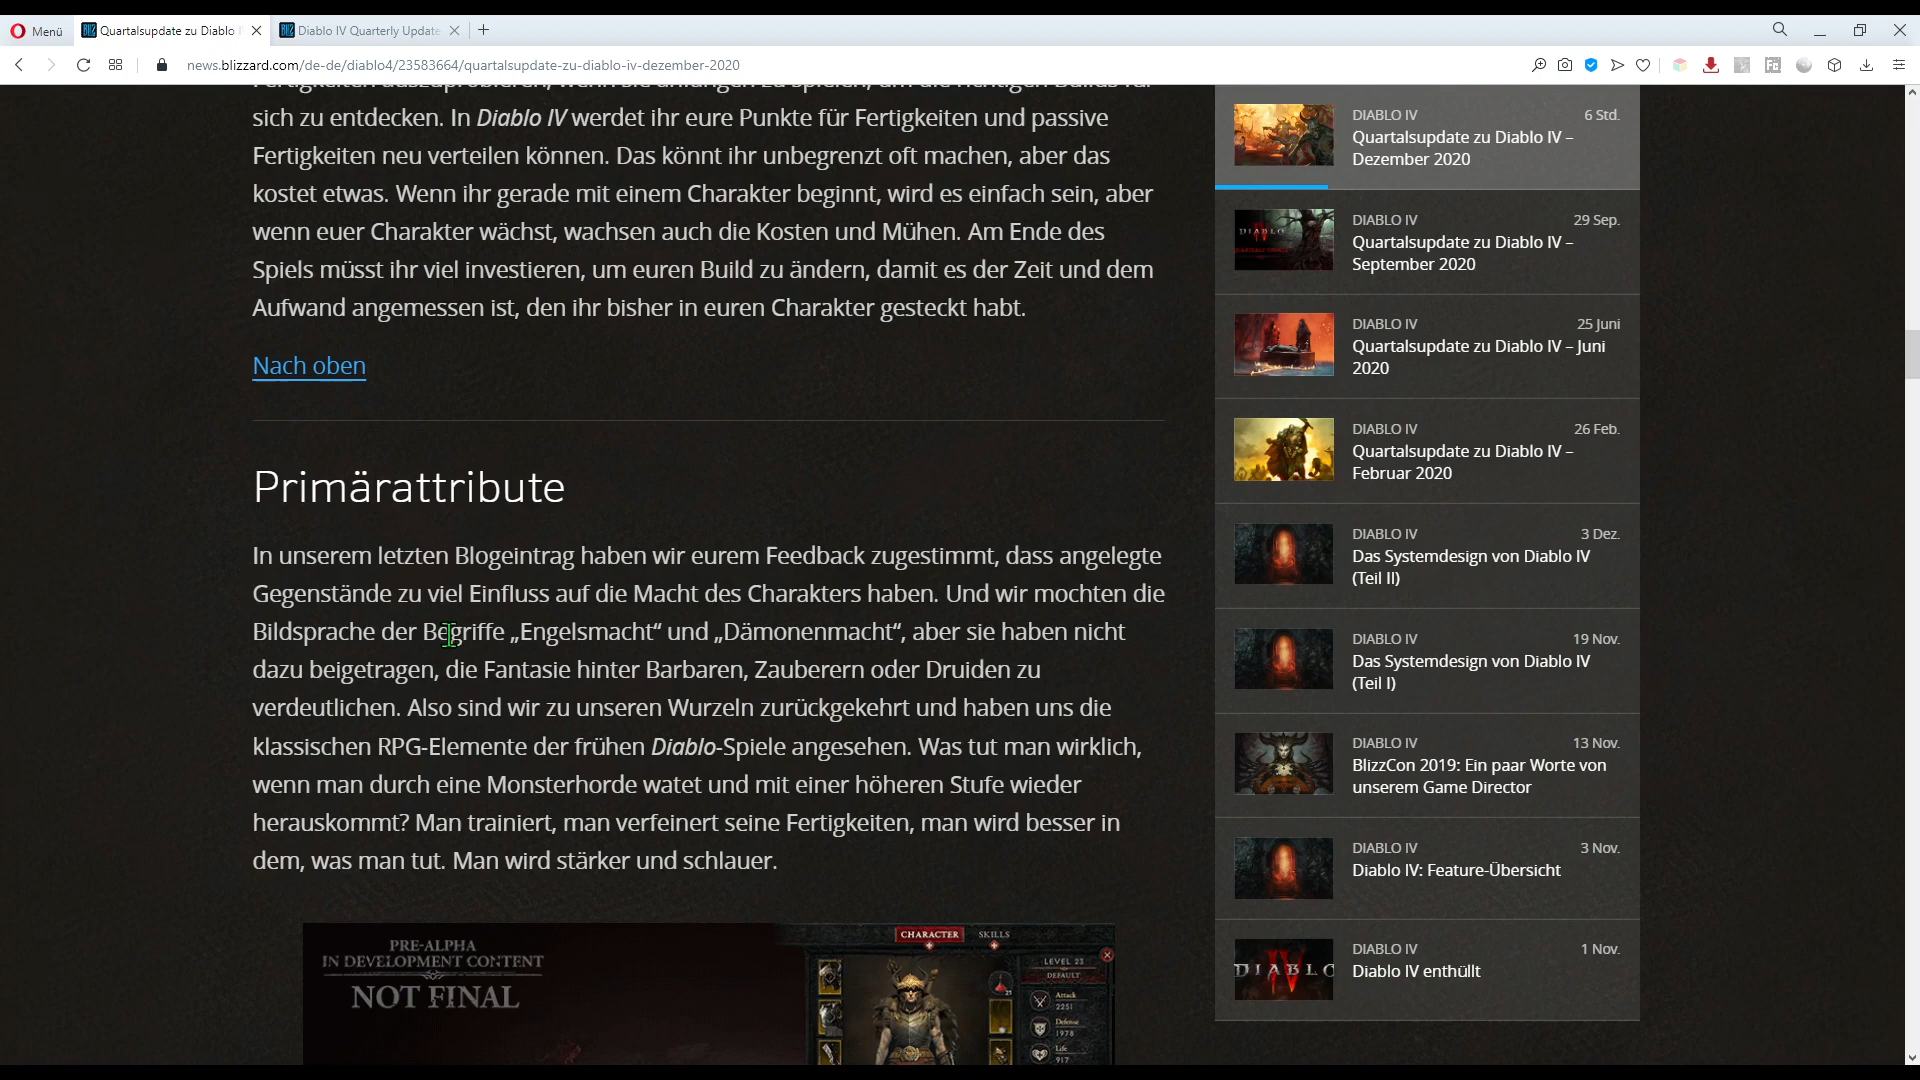 Menü
Quartalsupdate zu Diablo
Diablo IV Quarterly Update
news.blizzard.com/de-de/diablo4/23583664/quartalsupdate-zu-diablo-iv-dezember-2020
sich zu entdecken. In Diablo IV werdet ihr eure Punkte für Fertigkeiten und passive
Fertigkeiten neu verteilen können. Das könnt ihr unbegrenzt oft machen, aber das
kostet etwas. Wenn ihr gerade mit einem Charakter beginnt, wird es einfach sein, aber
wenn euer Charakter wächst, wachsen auch die Kosten und Mühen. Am Ende des
Spiels müsst ihr viel investieren, um euren Build zu ändern, damit es der Zeit und dem
Aufwand angemessen ist, den ihr bisher in euren Charakter gesteckt habt.
Nach oben
Primärattribute
In unserem letzten Blogeintrag haben wir eurem Feedback zugestimmt, dass angelegte
Gegenstände zu viel Einfluss auf die Macht des Charakters haben. Und wir mochten die
Bildsprache der Begriffe „Engelsmacht“ und „Dämonenmacht“, aber sie haben nicht
dazu beigetragen, die Fantasie hinter Barbaren, Zauberern oder Druiden zu
verdeutlichen. Also sind wir zu unseren Wurzeln zurückgekehrt und haben uns die
klassischen RPG-Elemente der frühen Diablo-Spiele angesehen. Was tut man wirklich,
wenn man durch eine Monsterhorde watet und mit einer höheren Stufe wieder
herauskommt? Man trainiert, man verfeinert seine Fertigkeiten, man wird besser in
dem, was man tut. Man wird stärker und schlauer.
PRE-ALPHA
IN DEVELOPMENT CONTENT
NOT FINAL
CHARACTER SKILLS
LEVEL 23
DEFAULT
Attack
2251
Defense
1978
Life
917
DIABLO IV 6 Std.
Quartalsupdate zu Diablo IV –
Dezember 2020
DIABLO IV 29 Sep.
Quartalsupdate zu Diablo IV –
September 2020
DIABLO IV 25 Juni
Quartalsupdate zu Diablo IV – Juni
2020
DIABLO IV 26 Feb.
Quartalsupdate zu Diablo IV –
Februar 2020
DIABLO IV 3 Dez.
Das Systemdesign von Diablo IV
(Teil II)
DIABLO IV 19 Nov.
Das Systemdesign von Diablo IV
(Teil I)
DIABLO IV 13 Nov.
BlizzCon 2019: Ein paar Worte von
unserem Game Director
DIABLO IV 3 Nov.
Diablo IV: Feature-Übersicht
DIABLO IV 1 Nov.
Diablo IV enthüllt